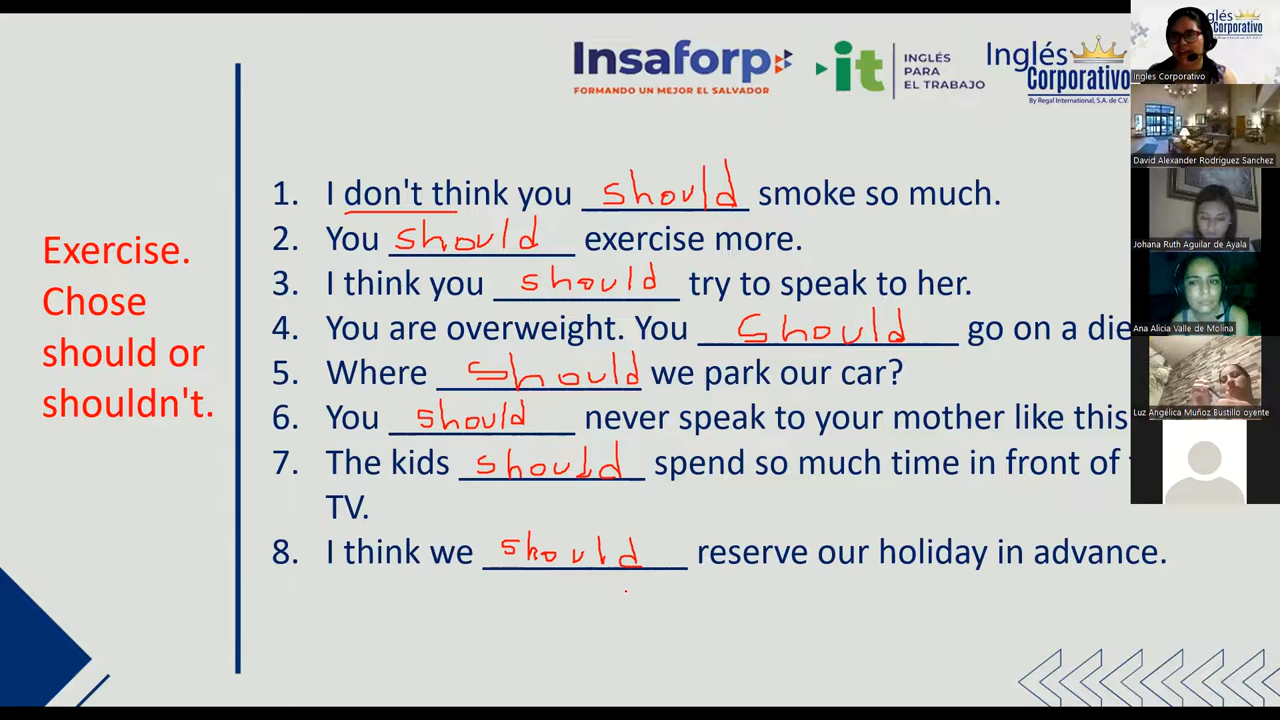 Insaforp
FORMANDO UN MEJOR EL SALVADOR
it
INGLÉS
PARA
EL TRABAJO
Inglés
Corporativo
By Regal International, S.A. de C.V.
glés
Corporativo
Ingles Corporativo
David Alexander Rodriguez Sanchez
Johana Ruth Aguilar de Ayala
Ana Alicia Valle de Molina
Luz Angélica Muñoz Bustillo oyente
Exercise.
Chose
should or
shouldn't.
1. I don't think you should smoke so much.
2. You should exercise more.
3. I think you should try to speak to her.
4. You are overweight. You should go on a die
5. Where should we park our car?
6. You should never speak to your mother like this
7. The kids should spend so much time in front of
TV.
8. I think we should reserve our holiday in advance.